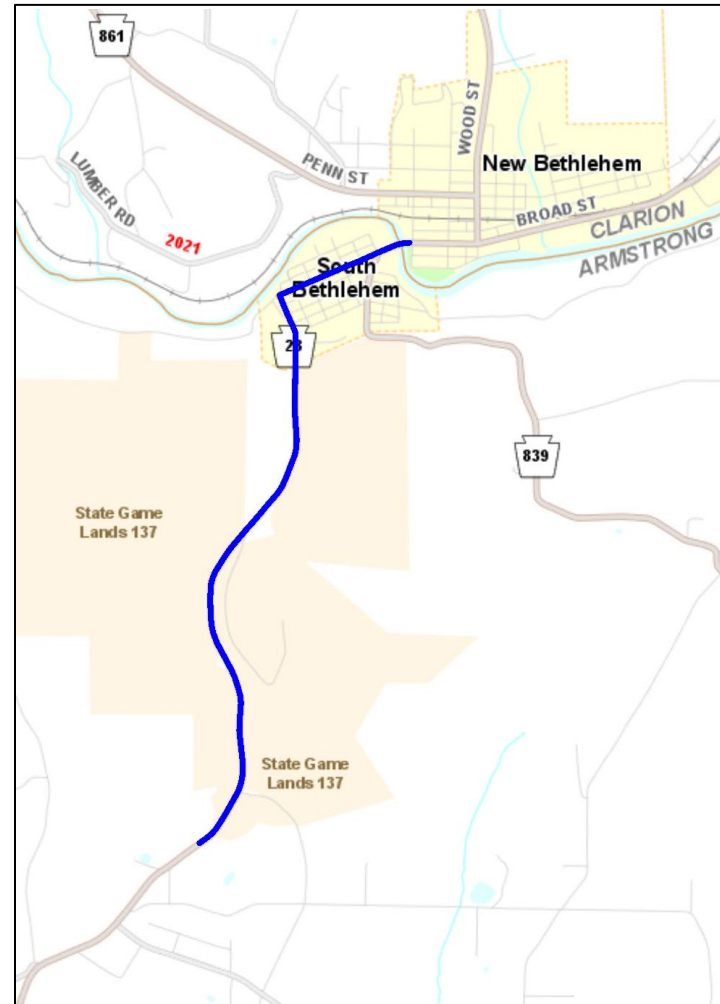 861
WOOD ST
New Bethlehem
PENN ST
LUMBER RD
BROAD ST
CLARION
ARMSTRONG
2021
South
Bethlehem
28
839
State Game
Lands 137
State Game
Lands 137